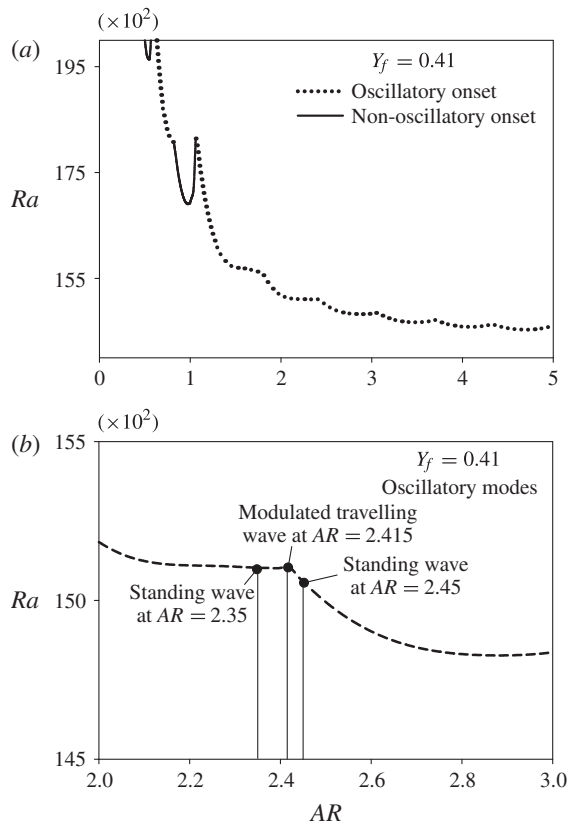 (×10²)
(a)
195
Y_f = 0.41
Oscillatory onset
Non-oscillatory onset
175
Ra
155
0 1 2 3 4 5
(×10²)
(b)
155
Y_f = 0.41
Oscillatory modes
Modulated travelling
wave at AR = 2.415
Standing wave
at AR = 2.45
Standing wave
at AR = 2.35
Ra
150
145
2.0 2.2 2.4 2.6 2.8 3.0
AR